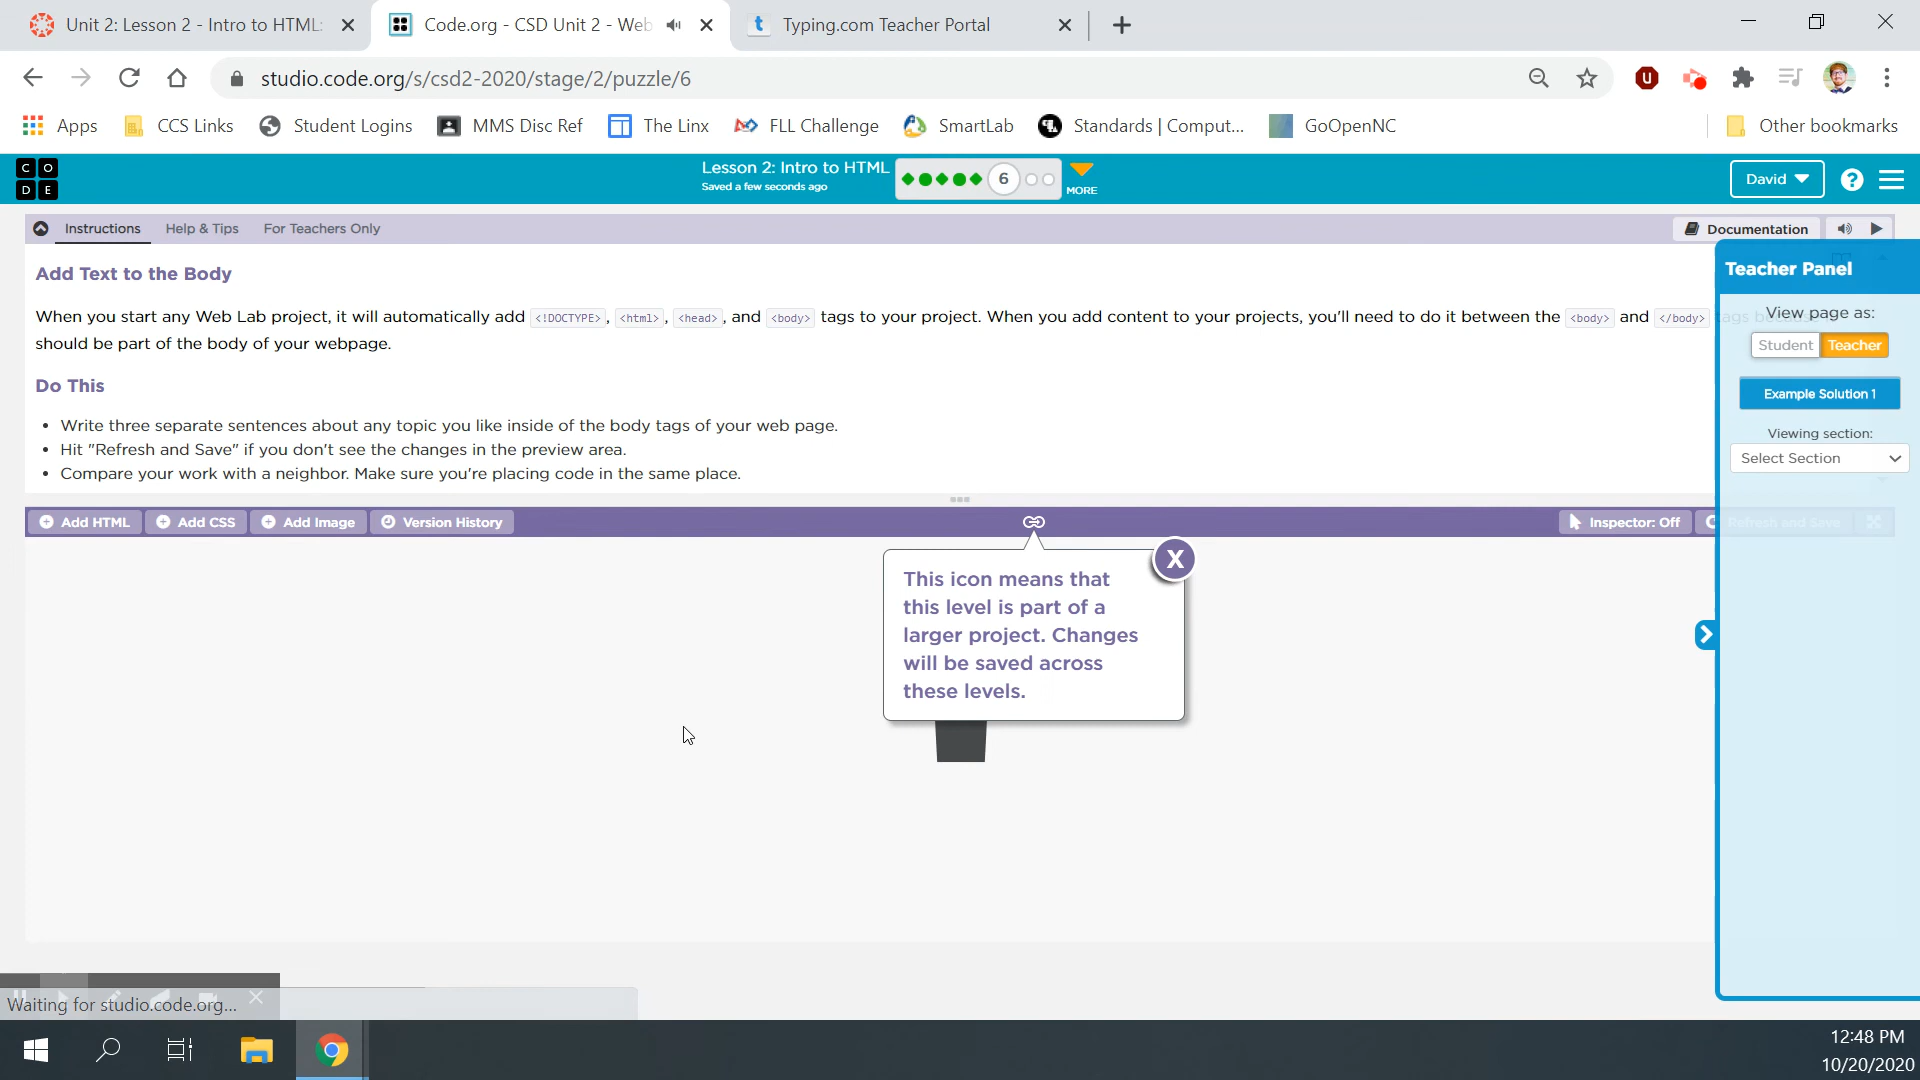 Unit 2: Lesson 2 - Intro to HTML:
Code.org - CSD Unit 2 - Web
Typing.com Teacher Portal
studio.code.org/s/csd2-2020/stage/2/puzzle/6
Apps
CCS Links
Student Logins
MMS Disc Ref
The Linx
FLL Challenge
SmartLab
Standards | Comput...
GoOpenNC
Other bookmarks
C O
D E
Lesson 2: Intro to HTML
Saved a few seconds ago
6
MORE
David
Instructions
Help & Tips
For Teachers Only
Documentation
Add Text to the Body
When you start any Web Lab project, it will automatically add <!DOCTYPE>, <html>, <head>, and <body> tags to your project. When you add content to your projects, you'll need to do it between the <body> and </body> tags
should be part of the body of your webpage.
Do This
• Write three separate sentences about any topic you like inside of the body tags of your web page.
• Hit "Refresh and Save" if you don't see the changes in the preview area.
• Compare your work with a neighbor. Make sure you're placing code in the same place.
Teacher Panel
View page as:
Student
Teacher
Example Solution 1
Viewing section:
Select Section
Add HTML
Add CSS
Add Image
Version History
Inspector: Off
Refresh and Save
X
This icon means that
this level is part of a
larger project. Changes
will be saved across
these levels.
Waiting for studio.code.org...
12:48 PM
10/20/2020